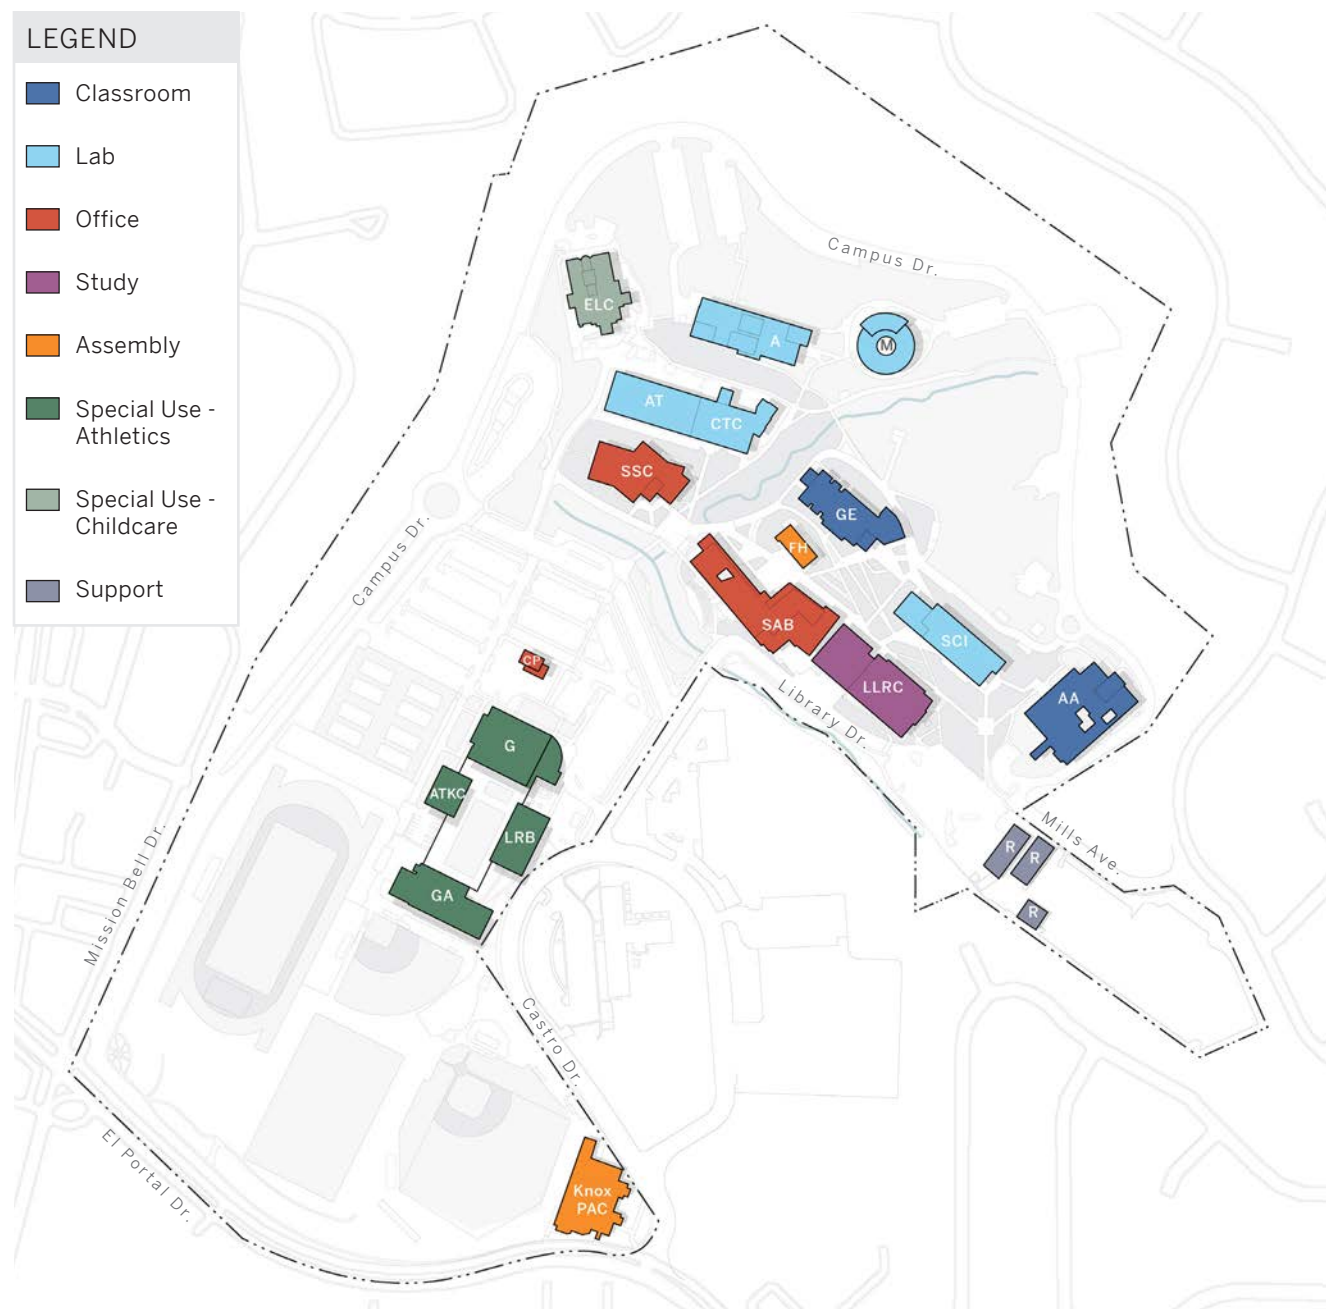 LEGEND
Classroom
Lab
Office
Study
Assembly
Special Use -
Athletics
Special Use -
Childcare
Support
Campus Dr.
ELC
A
M
AT
CTC
SSC
GE
FH
Campus Dr.
SAB
SCI
CP
LLRC
AA
Library Dr.
G
ATKC
LRB
Mills Ave.
R
R
R
GA
Mission Bell Dr.
Castro Dr.
El Portal Dr.
Knox
PAC